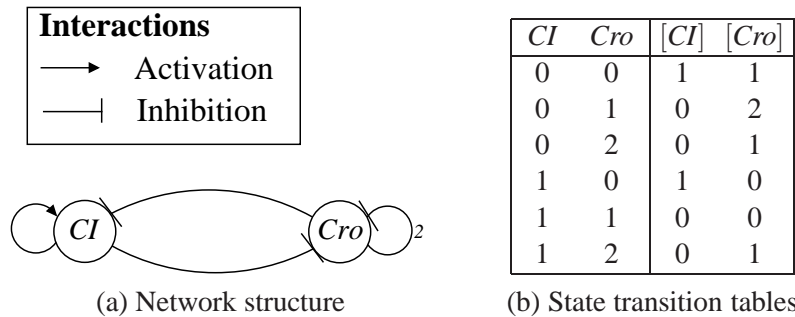 Interactions
Activation
Inhibition
CI
Cro
2
(a) Network structure
CI Cro [CI] [Cro]
0 0 1 1
0 1 0 2
0 2 0 1
1 0 1 0
1 1 0 0
1 2 0 1
(b) State transition tables